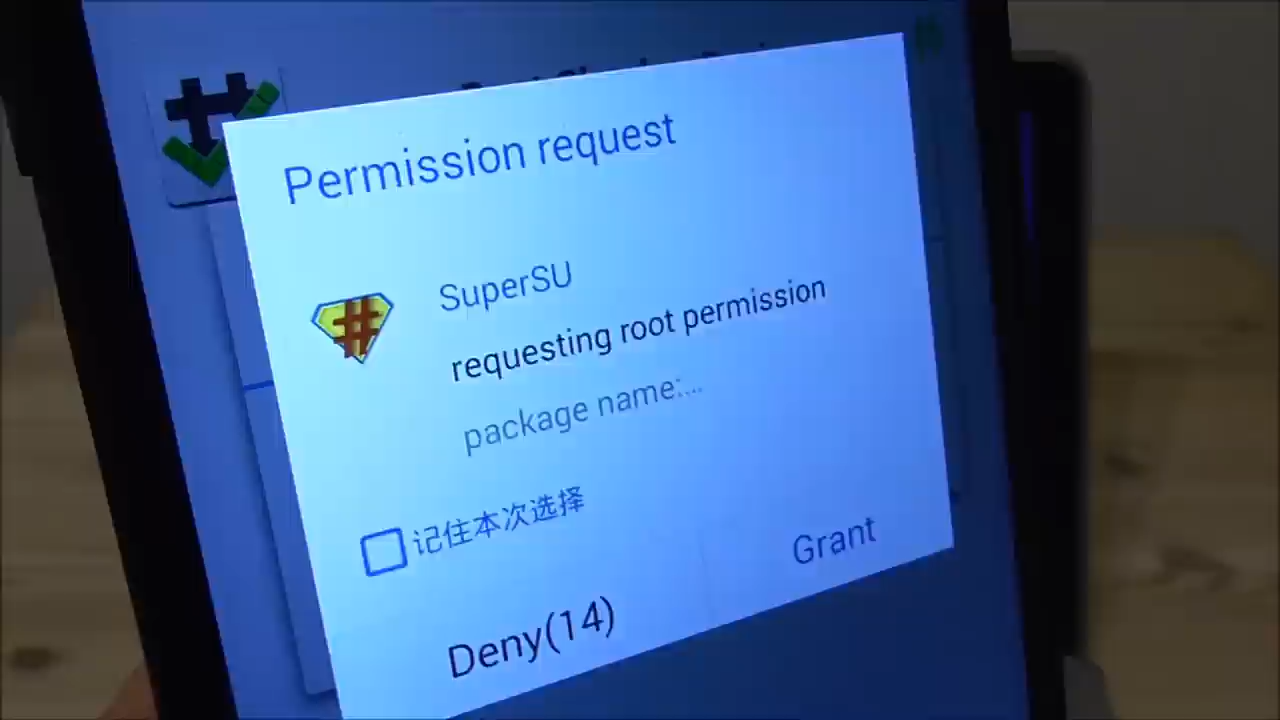 Permission request
SuperSU
requesting root permission
package name:...
记住本次选择
Deny(14)
Grant